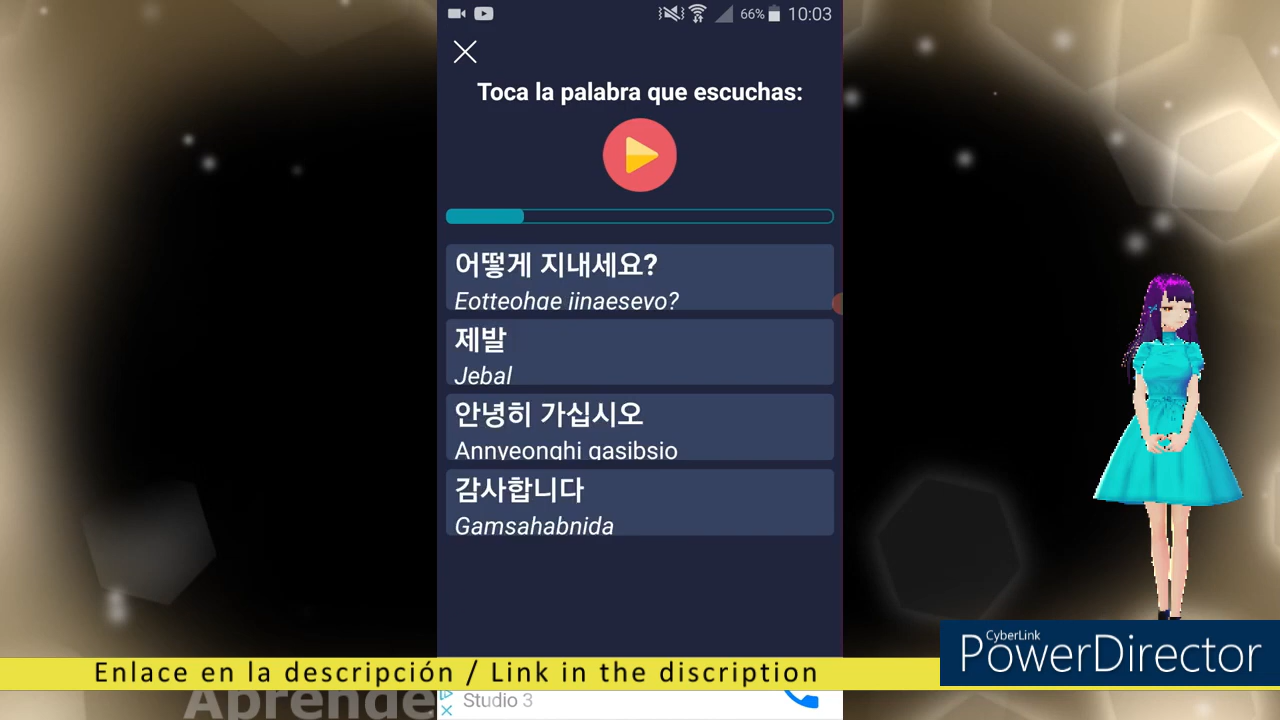 66% 10:03
Toca la palabra que escuchas:
어떻게 지내세요?
Eotteohge jinaeseyo?
제발
Jebal
안녕히 가십시오
Annyeonghi gasibsio
감사합니다
Gamsahabnida
CyberLink
PowerDirector
Enlace en la descripción / Link in the discription
Aprende
Studio 3